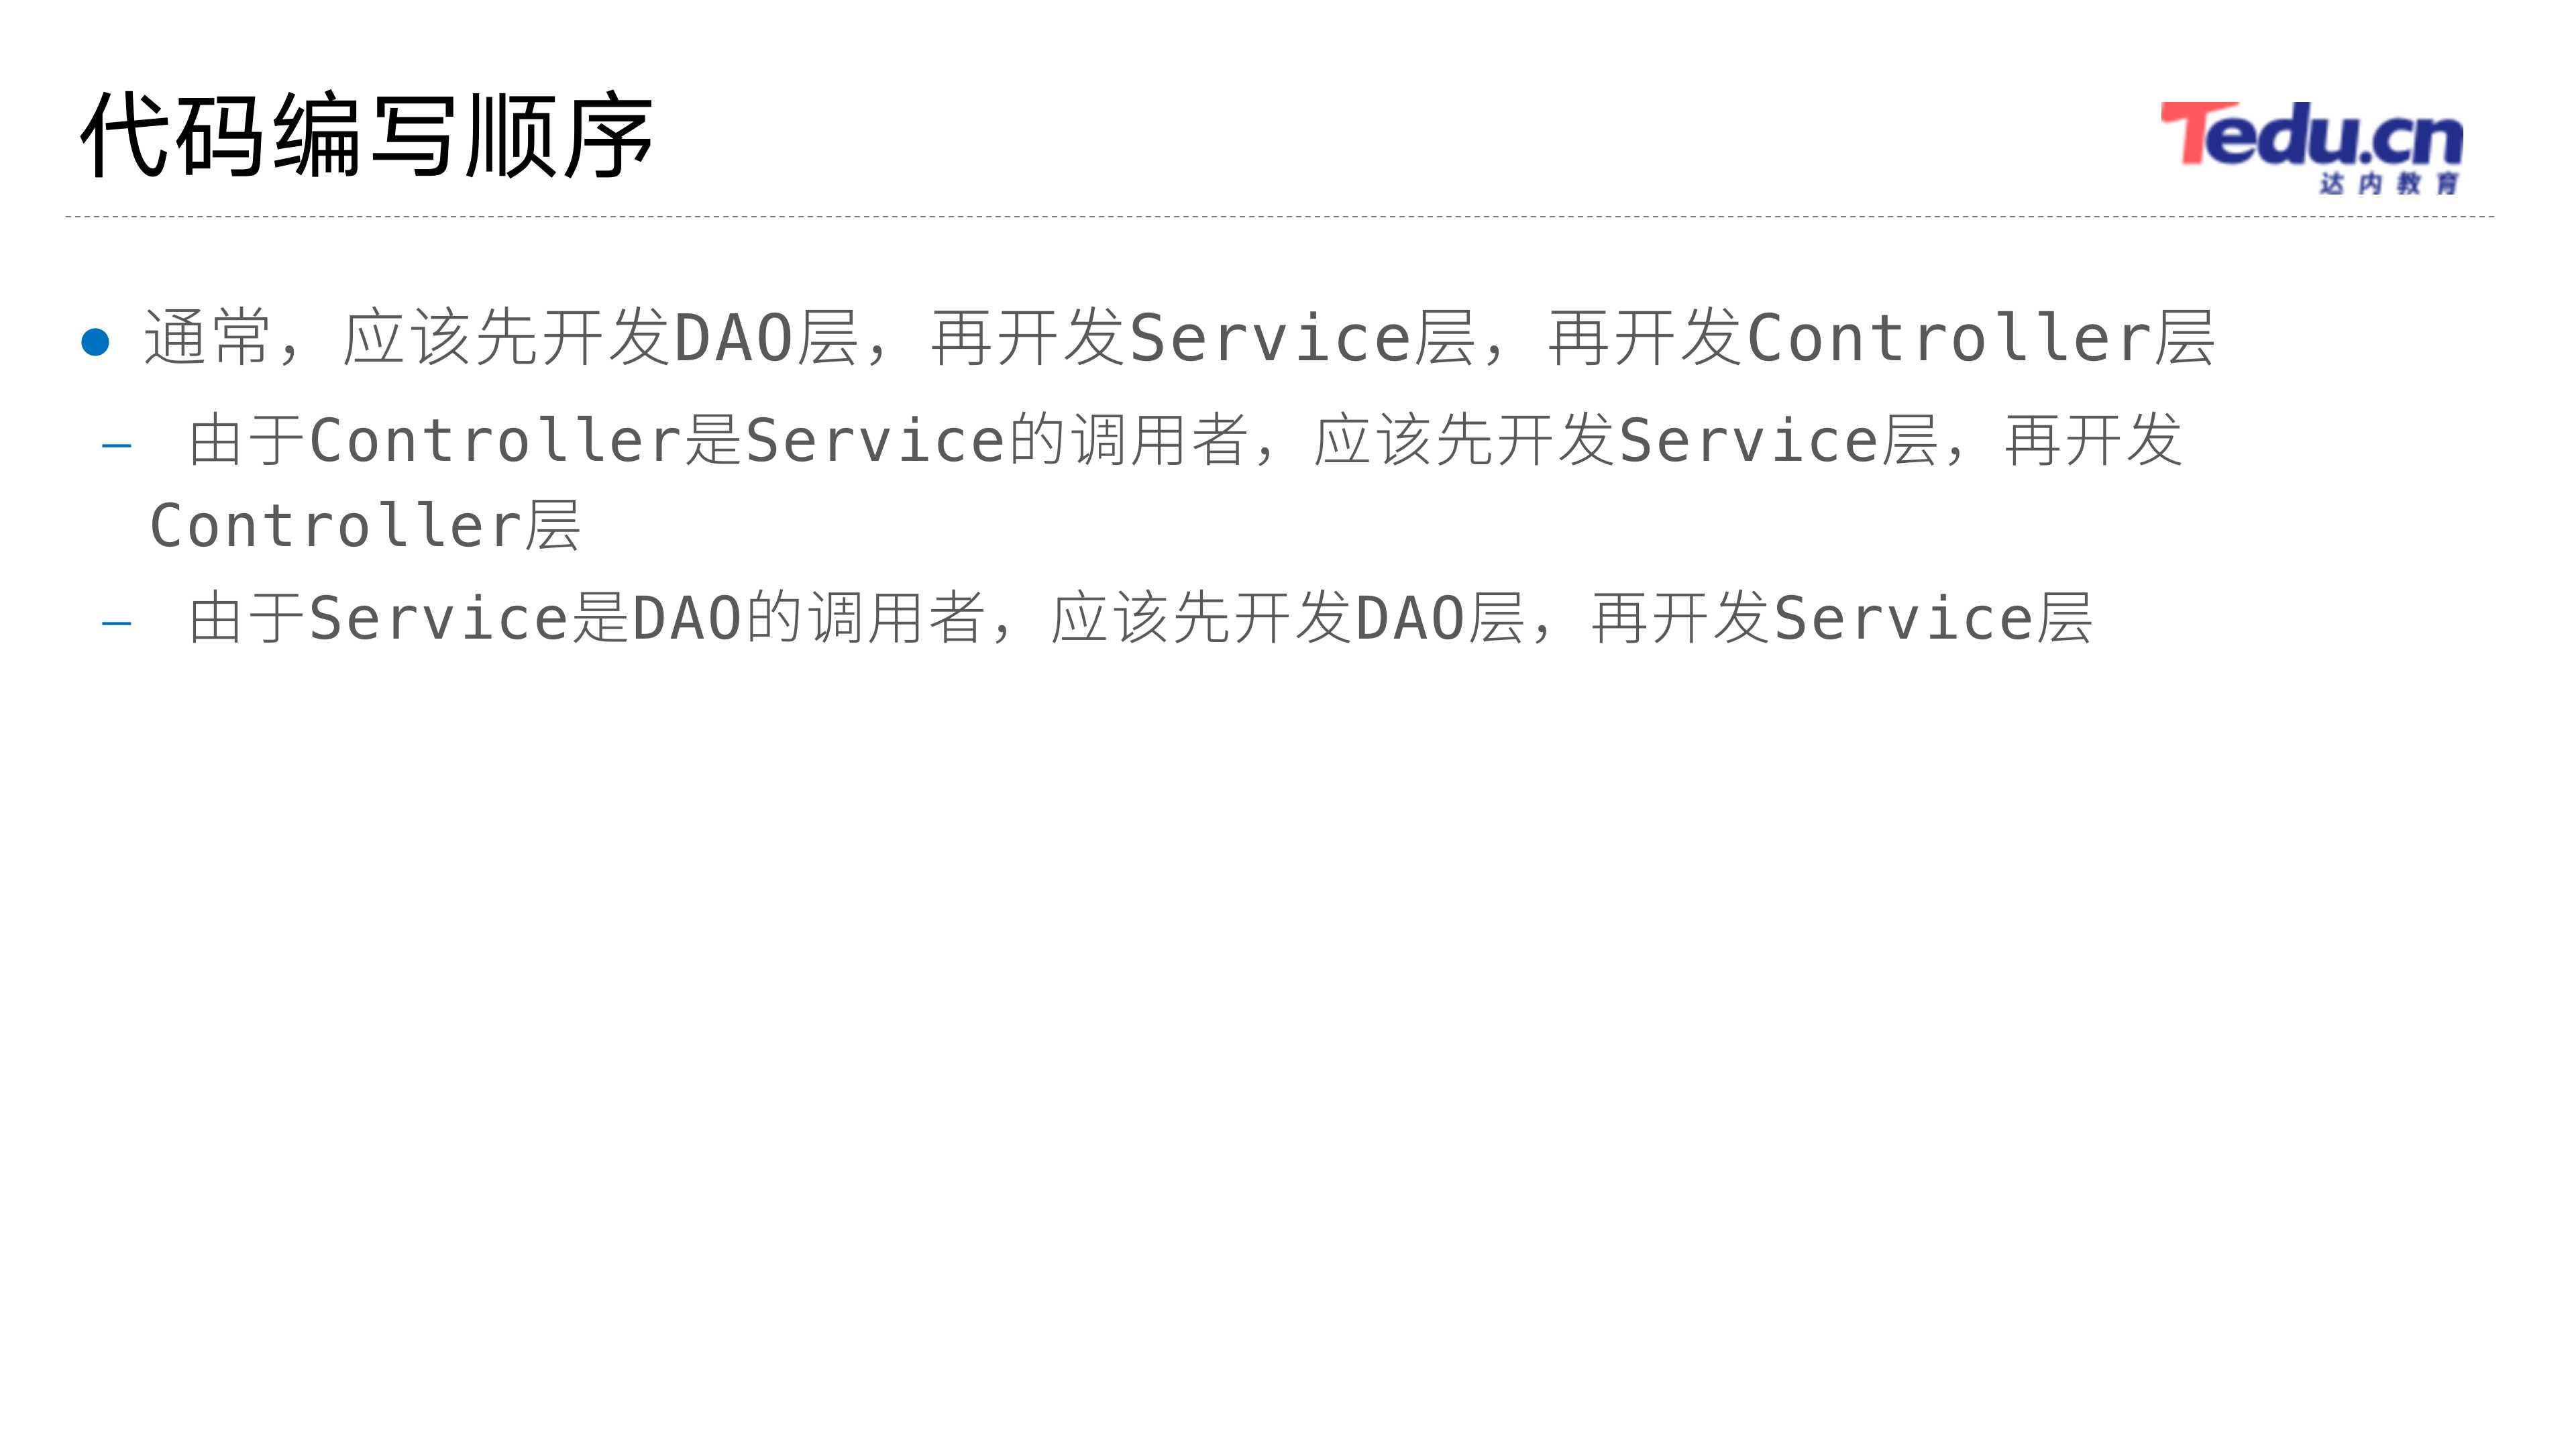 代码编写顺序
Tedu.cn
达内教育
● 通常，应该先开发DAO层，再开发Service层，再开发Controller层
– 由于Controller是Service的调用者，应该先开发Service层，再开发
Controller层
– 由于Service是DAO的调用者，应该先开发DAO层，再开发Service层